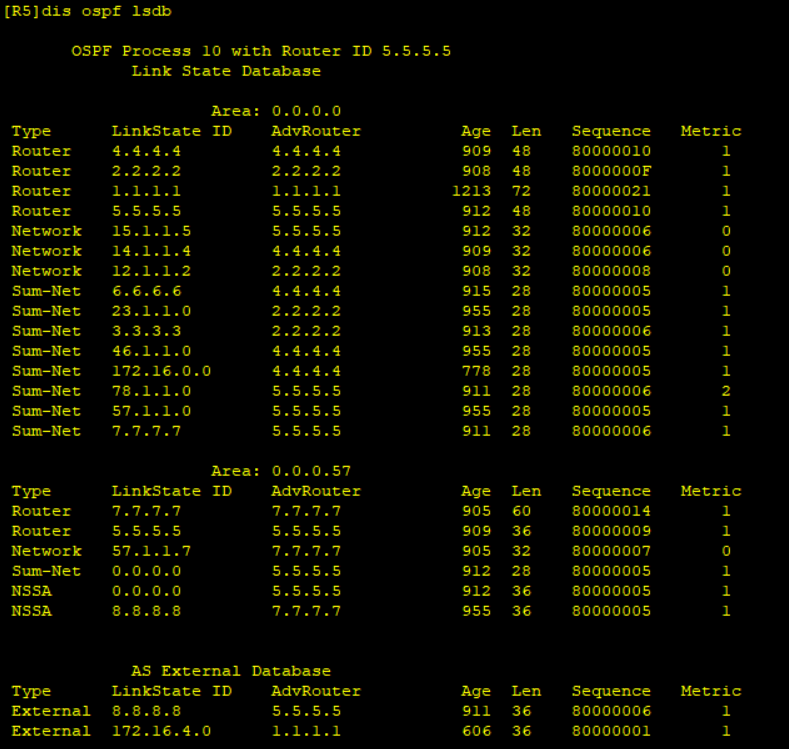 [R5]dis ospf lsdb
OSPF Process 10 with Router ID 5.5.5.5
Link State Database
Area: 0.0.0.0
Type LinkState ID AdvRouter Age Len Sequence Metric
Router 4.4.4.4 4.4.4.4 909 48 80000010 1
Router 2.2.2.2 2.2.2.2 908 48 8000000F 1
Router 1.1.1.1 1.1.1.1 1213 72 80000021 1
Router 5.5.5.5 5.5.5.5 912 48 80000010 1
Network 15.1.1.5 5.5.5.5 912 32 80000006 0
Network 14.1.1.4 4.4.4.4 909 32 80000006 0
Network 12.1.1.2 2.2.2.2 908 32 80000008 0
Sum-Net 6.6.6.6 4.4.4.4 915 28 80000005 1
Sum-Net 23.1.1.0 2.2.2.2 955 28 80000005 1
Sum-Net 3.3.3.3 2.2.2.2 913 28 80000006 1
Sum-Net 46.1.1.0 4.4.4.4 955 28 80000005 1
Sum-Net 172.16.0.0 4.4.4.4 778 28 80000005 1
Sum-Net 78.1.1.0 5.5.5.5 911 28 80000006 2
Sum-Net 57.1.1.0 5.5.5.5 955 28 80000005 1
Sum-Net 7.7.7.7 5.5.5.5 911 28 80000006 1
Area: 0.0.0.57
Type LinkState ID AdvRouter Age Len Sequence Metric
Router 7.7.7.7 7.7.7.7 905 60 80000014 1
Router 5.5.5.5 5.5.5.5 909 36 80000009 1
Network 57.1.1.7 7.7.7.7 905 32 80000007 0
Sum-Net 0.0.0.0 5.5.5.5 912 28 80000005 1
NSSA 0.0.0.0 5.5.5.5 912 36 80000005 1
NSSA 8.8.8.8 7.7.7.7 955 36 80000005 1
AS External Database
Type LinkState ID AdvRouter Age Len Sequence Metric
External 8.8.8.8 5.5.5.5 911 36 80000006 1
External 172.16.4.0 1.1.1.1 606 36 80000001 1